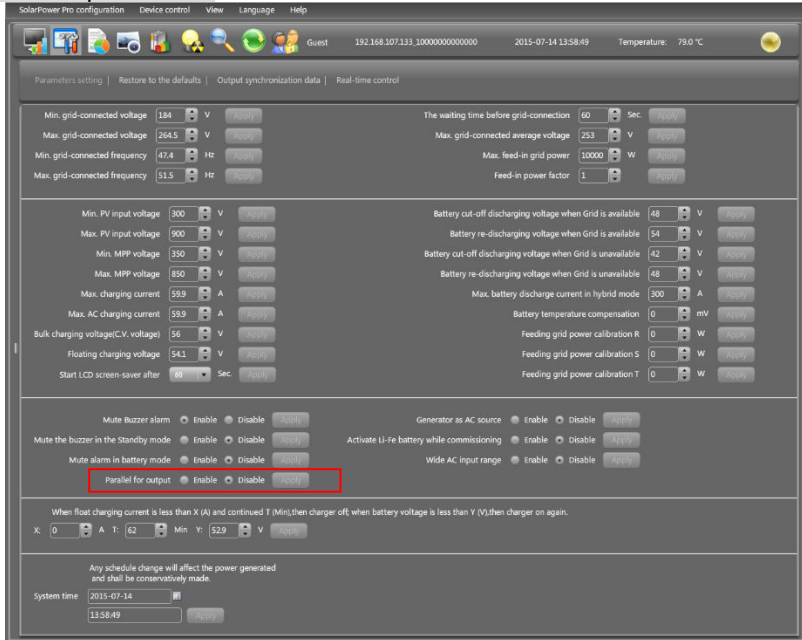 SolarPower Pro configuration Device control View Language Help
Guest 192.168.107.133_10000000000000 2015-07-14 13:58:49 Temperature: 79.0 °C
Parameters setting | Restore to the defaults | Output synchronization data | Real-time control
Min. grid-connected voltage 184 V Apply The waiting time before grid-connection 60 Sec. Apply
Max. grid-connected voltage 264.5 V Apply Max. grid-connected average voltage 253 V Apply
Min. grid-connected frequency 47.4 Hz Apply Max. feed-in grid power 10000 W Apply
Max. grid-connected frequency 51.5 Hz Apply Feed-in power factor 1 Apply
Min. PV input voltage 300 V Apply Battery cut-off discharging voltage when Grid is available 48 V Apply
Max. PV input voltage 900 V Apply Battery re-discharging voltage when Grid is available 54 V Apply
Min. MPP voltage 350 V Apply Battery cut-off discharging voltage when Grid is unavailable 42 V Apply
Max. MPP voltage 850 V Apply Battery re-discharging voltage when Grid is unavailable 48 V Apply
Max. charging current 59.9 A Apply Max. battery discharge current in hybrid mode 300 A Apply
Max. AC charging current 59.9 A Apply Battery temperature compensation 0 mV Apply
Bulk charging voltage(C.V. voltage) 56 V Apply Feeding grid power calibration R 0 W Apply
Floating charging voltage 54.1 V Apply Feeding grid power calibration S 0 W Apply
Start LCD screen-saver after 60 Sec. Apply Feeding grid power calibration T 0 W Apply
Mute Buzzer alarm Enable Disable Apply Generator as AC source Enable Disable Apply
Mute the buzzer in the Standby mode Enable Disable Apply Activate Li-Fe battery while commissioning Enable Disable Apply
Mute alarm in battery mode Enable Disable Apply Wide AC input range Enable Disable Apply
Parallel for output Enable Disable Apply
When float charging current is less than X (A) and continued T (Min),then charger off, when battery voltage is less than Y (V),then charger on again.
X: 0 A T: 62 Min Y: 52.9 V Apply
Any schedule change will affect the power generated
and shall be conservatively made.
System time 2015-07-14
13:58:49 Apply